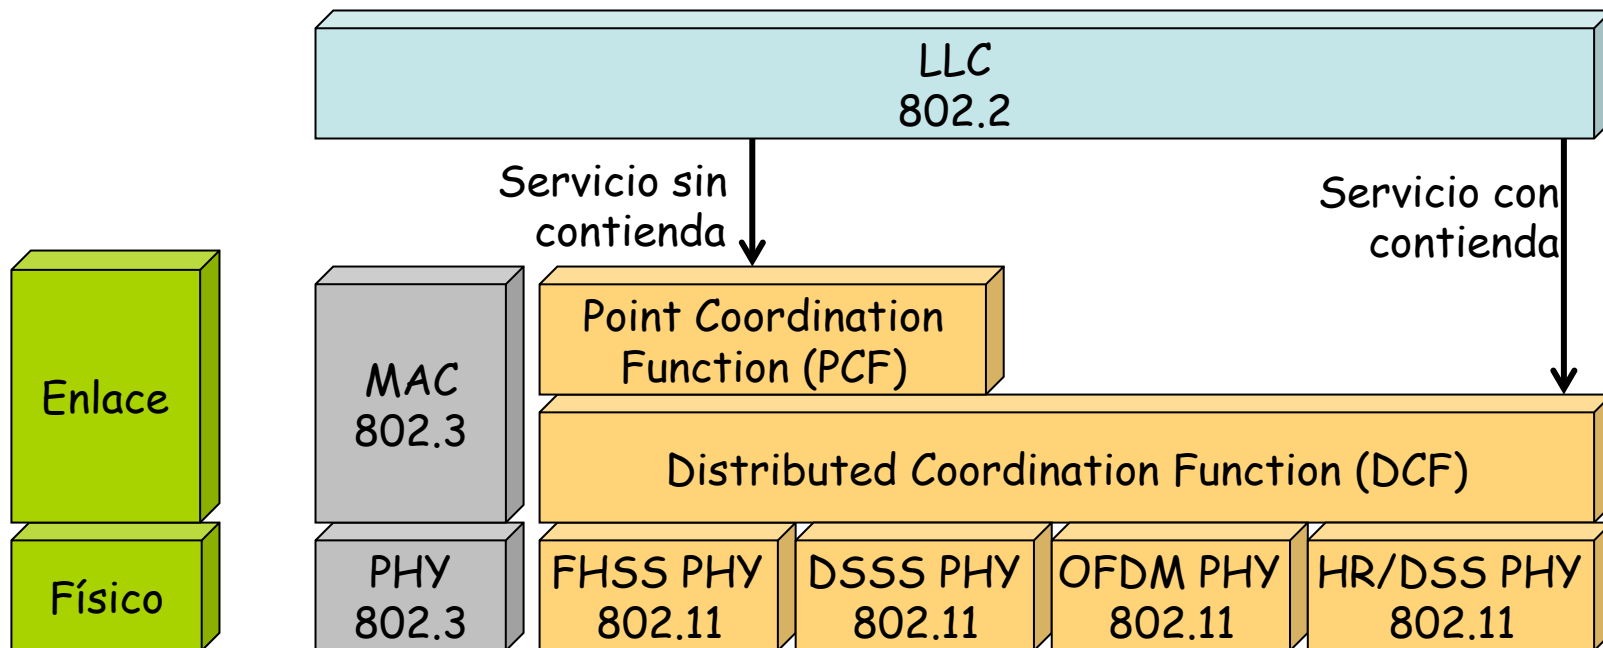 LLC
802.2
Servicio sin
contienda
Servicio con
contienda
Enlace
MAC
802.3
Point Coordination
Function (PCF)
Distributed Coordination Function (DCF)
Físico
PHY
802.3
FHSS PHY
802.11
DSSS PHY
802.11
OFDM PHY
802.11
HR/DSS PHY
802.11